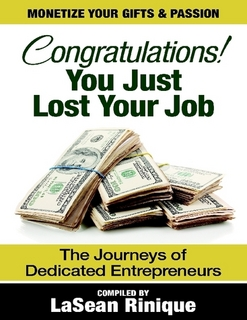 MONETIZE YOUR GIFTS & PASSION
Congratulations!
You Just
Lost Your Job
The Journeys of
Dedicated Entrepreneurs
COMPILED BY
LaSean Rinique